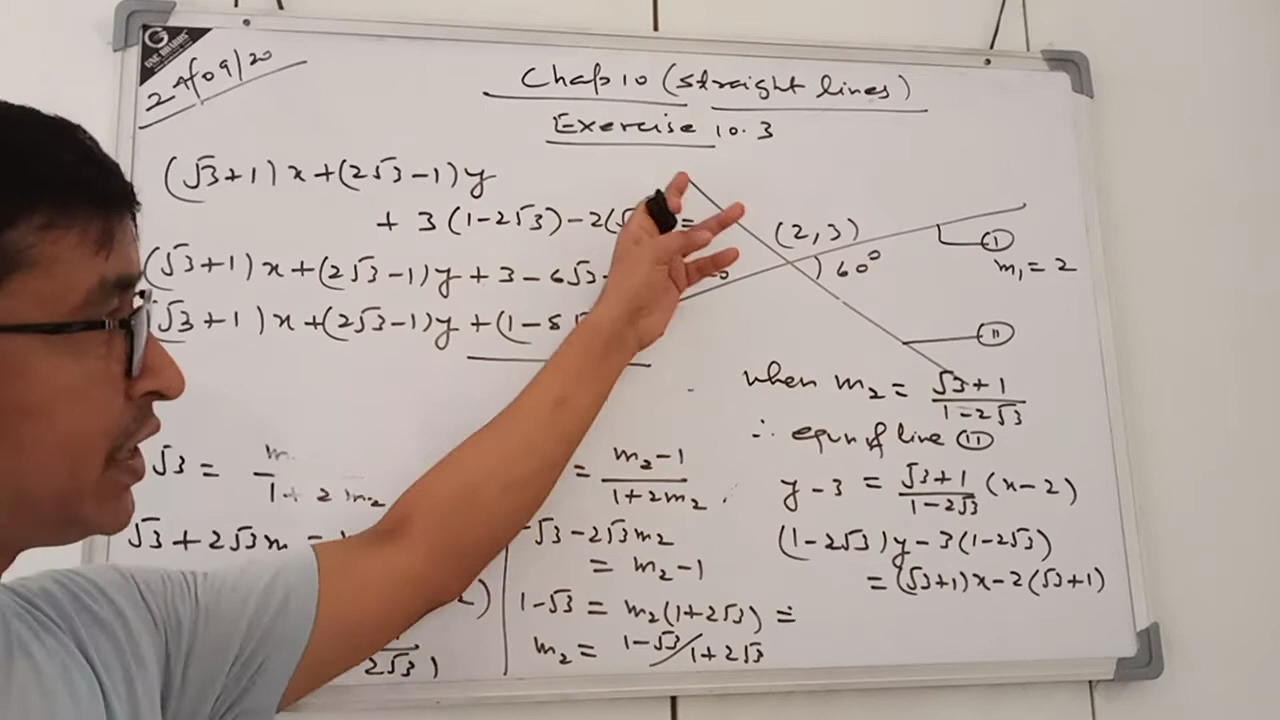 24/09/20
Chap 10 (straight lines)
Exercise 10.3
(√3+1)x+(2√3-1)y
+ 3(1-2√3)-2(
=
(√3+1)x+(2√3-1)y+3-6√3
(√3+1)x+(2√3-1)y+(1-8
(2,3)
60°
I
m₁=2
II
√3 =
1+2m₂
√3+2√3m
2√3)
= m₂-1/1+2m₂
-√3-2√3m₂
= m₂-1
1-√3 = m₂(1+2√3) =
m₂ = 1-√3/1+2√3
when m₂ = √3+1/1-2√3
∴ eqn of line II
y-3 = √3+1/1-2√3 (x-2)
(1-2√3)y-3(1-2√3)
= (√3+1)x-2(√3+1)